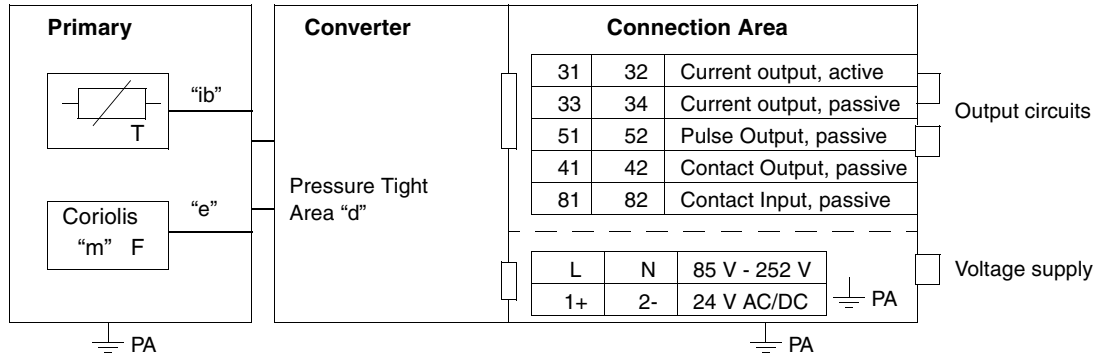 Primary
Converter
Connection Area
"ib"
T
"e"
Coriolis
"m" F
Pressure Tight
Area "d"
31 32 Current output, active
33 34 Current output, passive
51 52 Pulse Output, passive
41 42 Contact Output, passive
81 82 Contact Input, passive
Output circuits
L N 85 V - 252 V
1+ 2- 24 V AC/DC
PA
Voltage supply
PA
PA